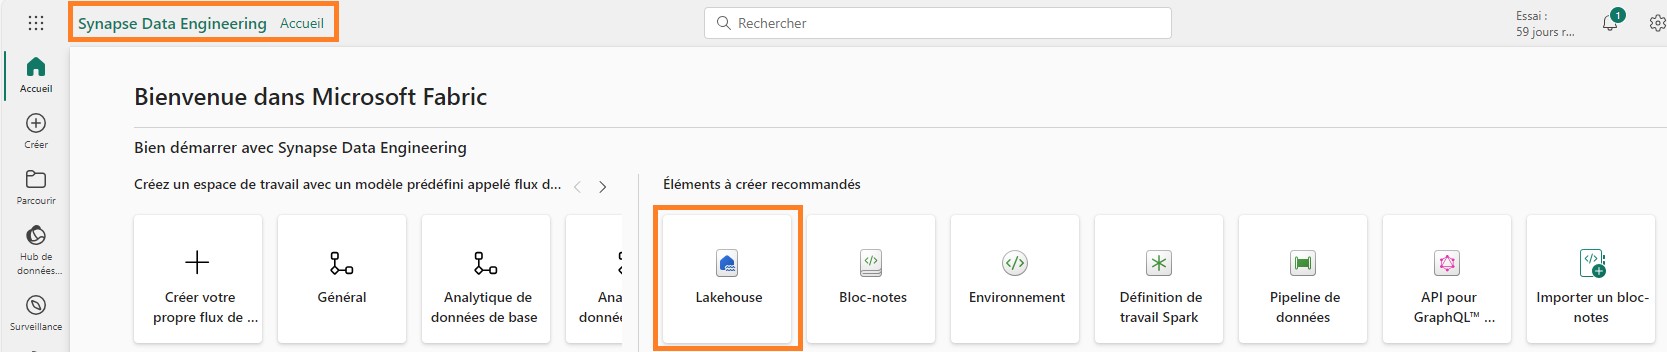 Synapse Data Engineering Accueil
Rechercher
Essai :
59 jours r...
1
Accueil
Créer
Parcourir
Hub de
données...
Surveillance
Bienvenue dans Microsoft Fabric
Bien démarrer avec Synapse Data Engineering
Créez un espace de travail avec un modèle prédéfini appelé flux d...
Créer votre
propre flux de ...
Général
Analytique de
données de base
Ana
donnée
Éléments à créer recommandés
Lakehouse
Bloc-notes
Environnement
Définition de
travail Spark
Pipeline de
données
API pour
GraphQL™ ...
Importer un bloc-
notes